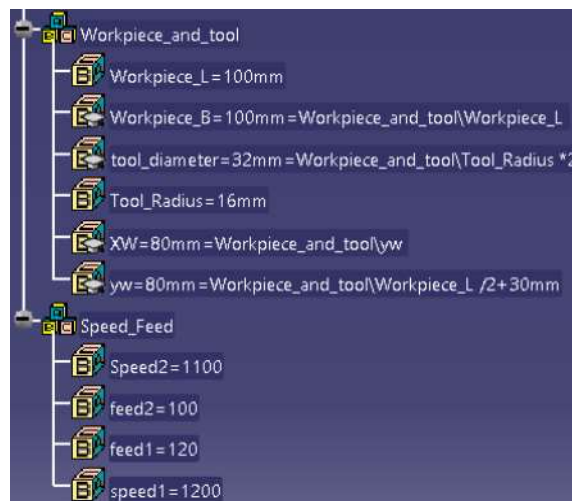 Workpiece_and_tool
Workpiece_L=100mm
Workpiece_B=100mm=Workpiece_and_tool\Workpiece_L
tool_diameter=32mm=Workpiece_and_tool\Tool_Radius *2
Tool_Radius=16mm
XW=80mm=Workpiece_and_tool\yw
yw=80mm=Workpiece_and_tool\Workpiece_L /2+30mm
Speed_Feed
Speed2=1100
feed2=100
feed1=120
speed1=1200